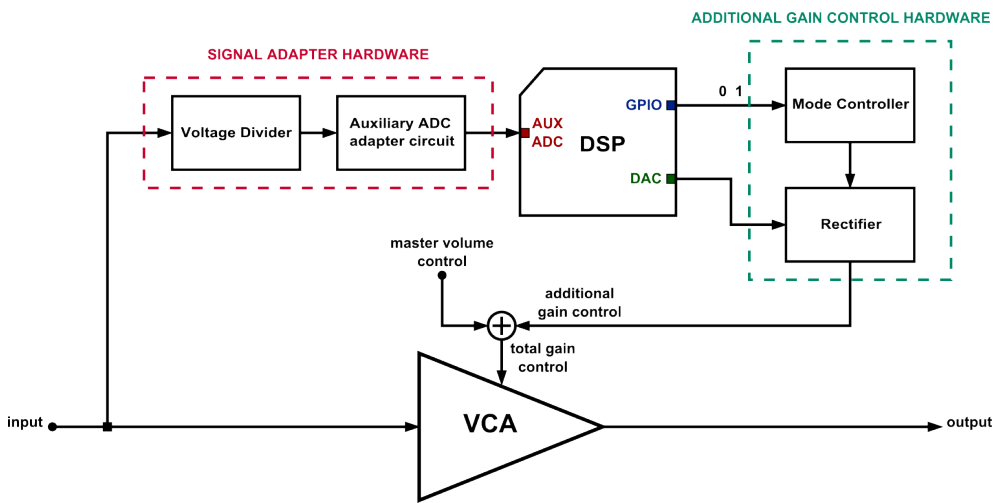 ADDITIONAL GAIN CONTROL HARDWARE
SIGNAL ADAPTER HARDWARE
Voltage Divider
Auxiliary ADC
adapter circuit
AUX
ADC
DSP
GPIO
DAC
0 1
Mode Controller
Rectifier
master volume
control
additional
gain control
total gain
control
input
VCA
output